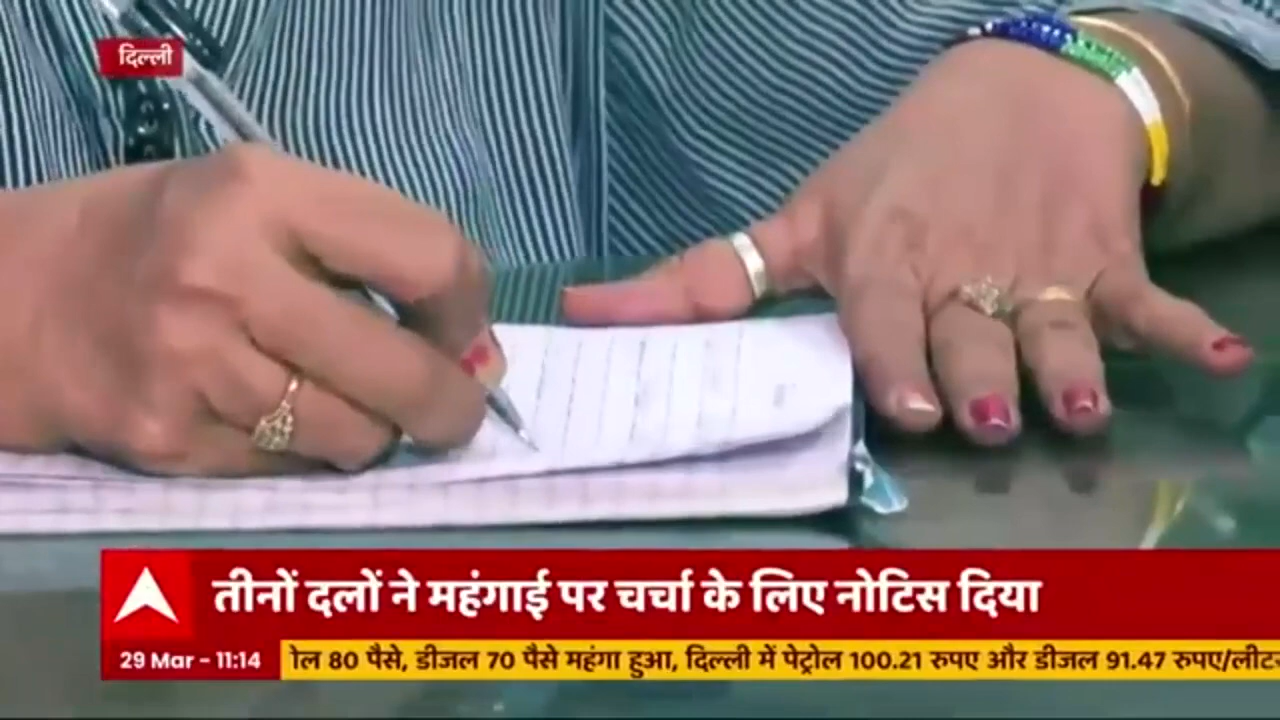 दिल्ली
तीनों दलों ने महंगाई पर चर्चा के लिए नोटिस दिया
29 Mar - 11:14
ोल 80 पैसे, डीजल 70 पैसे महंगा हुआ, दिल्ली में पेट्रोल 100.21 रुपए और डीजल 91.47 रुपए/लीटर